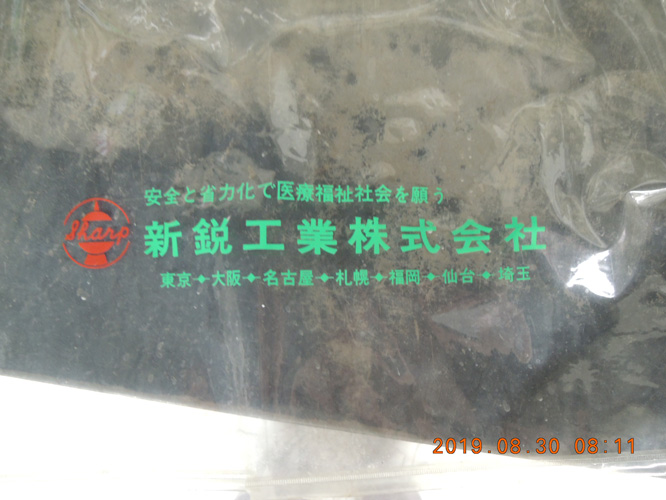 安全と省力化で医療福祉社会を願う
Sharp
新鋭工業株式会社
東京✦大阪✦名古屋✦札幌✦福岡✦仙台✦埼玉
2019.08.30 08:11